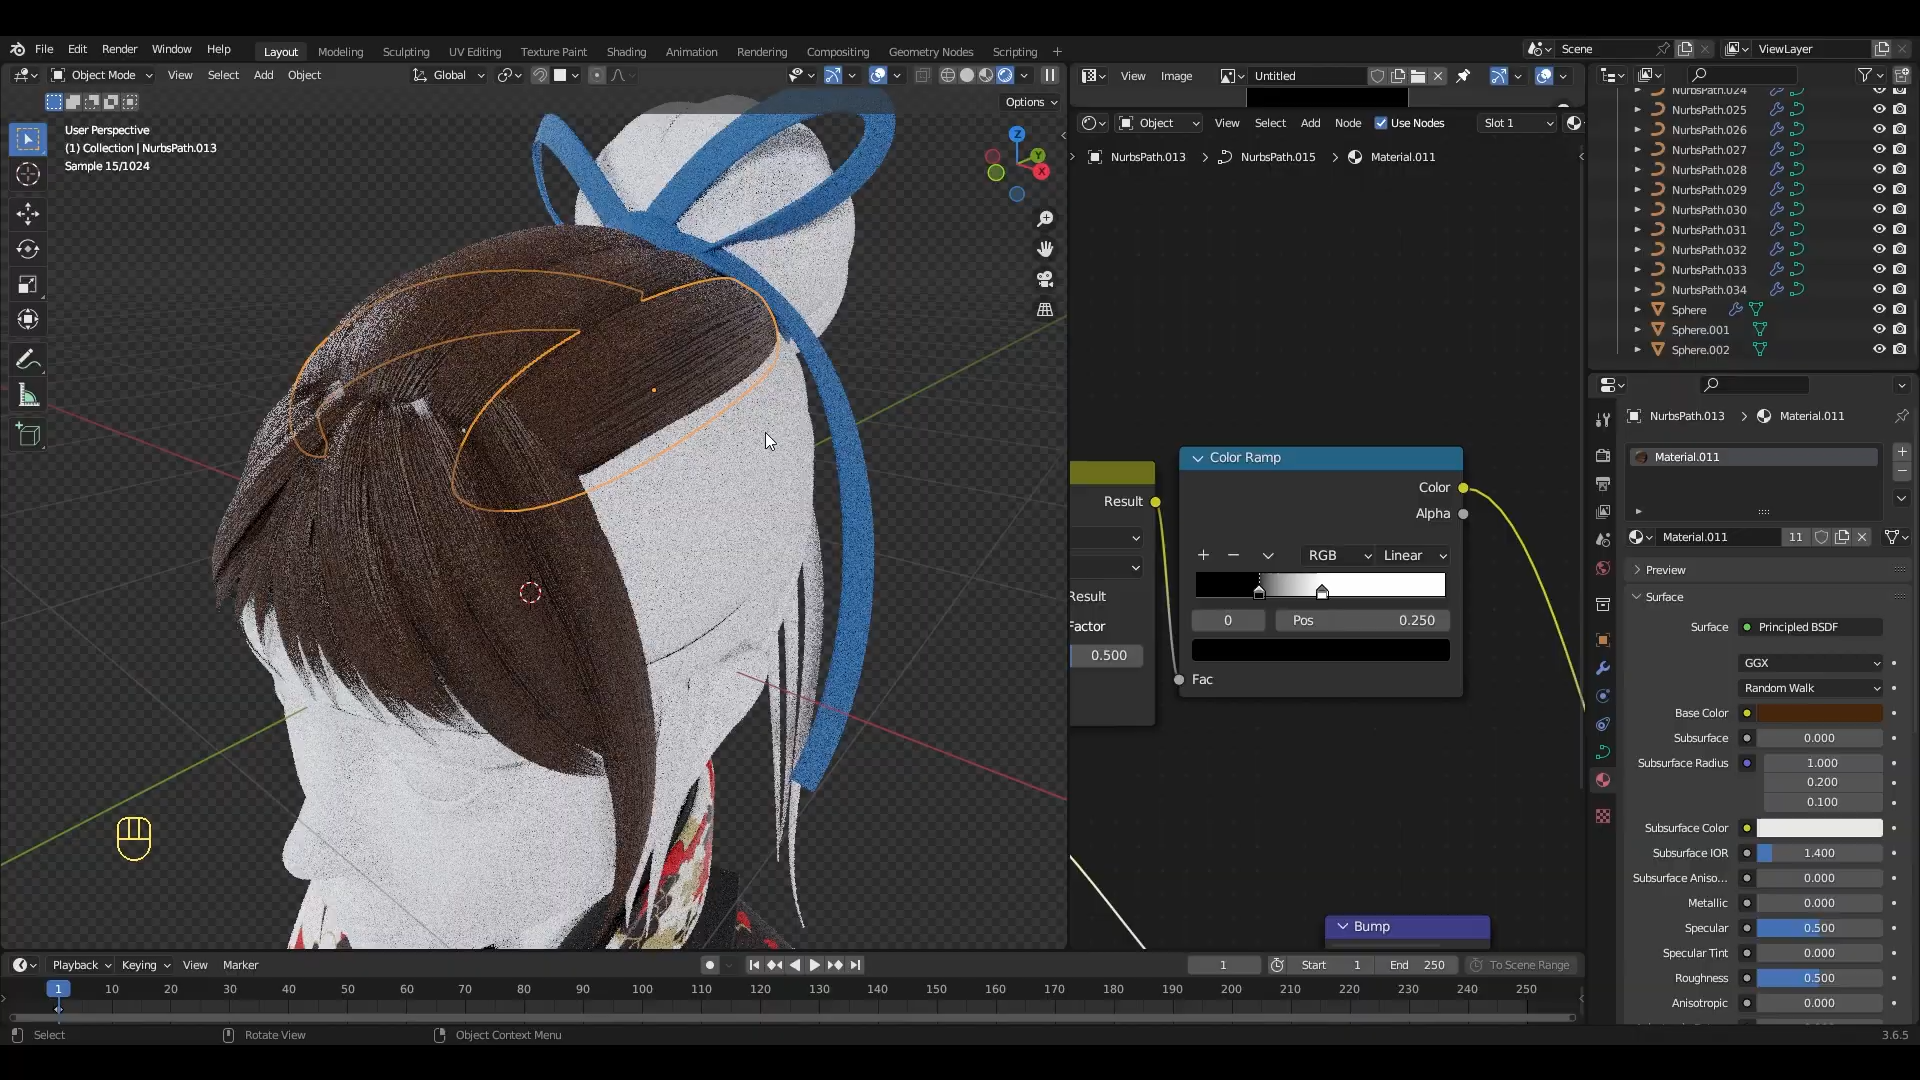 File Edit Render Window Help Layout Modeling Sculpting UV Editing Texture Paint Shading Animation Rendering Compositing Geometry Nodes Scripting + Scene ViewLayer
Object Mode View Select Add Object Global View Image Untitled
Options
User Perspective
(1) Collection | NurbsPath.013
Sample 15/1024
Z
Y
X
Object View Select Add Node Object Use Nodes Slot 1
NurbsPath.013 > NurbsPath.015 > Material.011
NurbsPath.024
NurbsPath.025
NurbsPath.026
NurbsPath.027
NurbsPath.028
NurbsPath.029
NurbsPath.030
NurbsPath.031
NurbsPath.032
NurbsPath.033
NurbsPath.034
Sphere
Sphere.001
Sphere.002
Result
Result
Factor
0.500
Color Ramp
Color
Alpha
RGB Linear
0 Pos 0.250
Fac
Bump
NurbsPath.013 > Material.011
Material.011
Material.011 11
Preview
Surface
Surface Principled BSDF
GGX
Random Walk
Base Color
Subsurface 0.000
Subsurface Radius 1.000
0.200
0.100
Subsurface Color
Subsurface IOR 1.400
Subsurface Aniso... 0.000
Metallic 0.000
Specular 0.500
Specular Tint 0.000
Roughness 0.500
Anisotropic 0.000
Playback Keying View Marker 1 Start 1 End 250 To Scene Range
1 10 20 30 40 50 60 70 80 90 100 110 120 130 140 150 160 170 180 190 200 210 220 230 240 250
Select Rotate View Object Context Menu 3.6.5